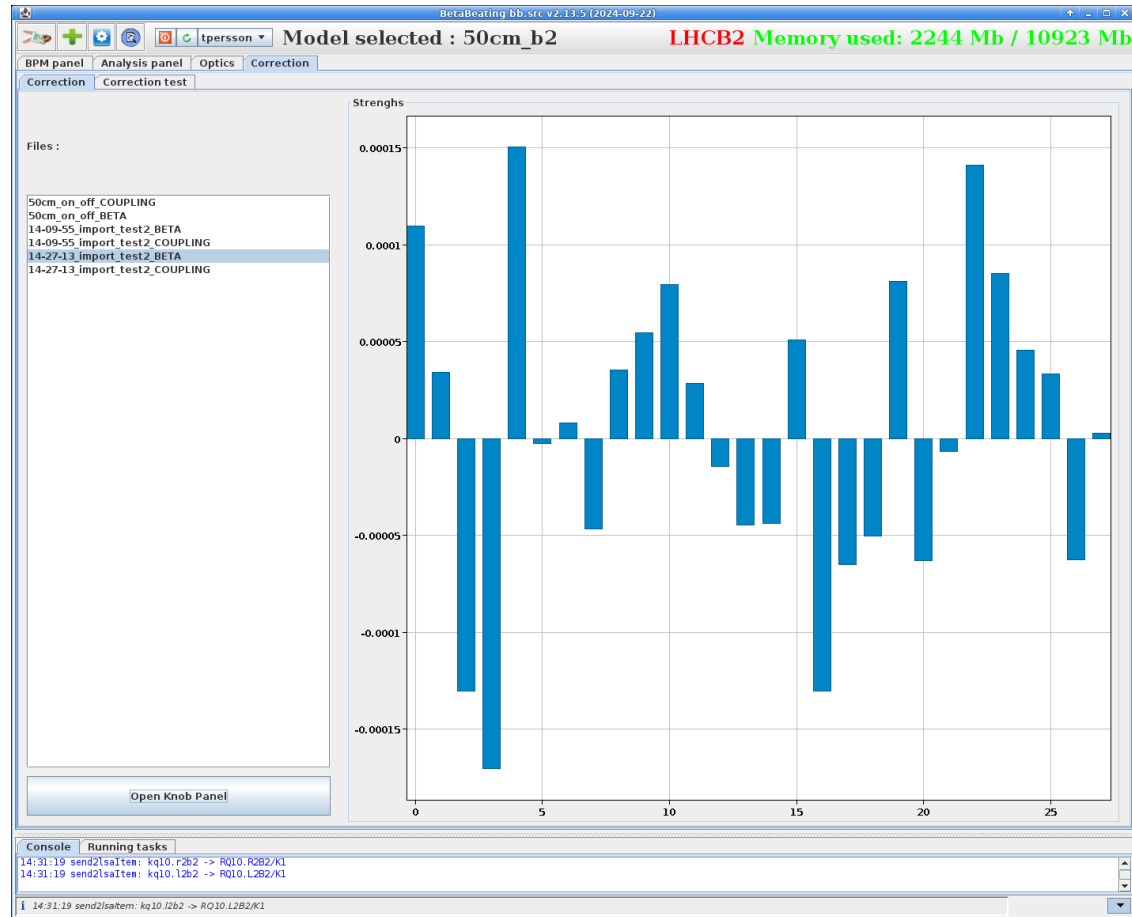 BetaBeating bb.src v2.13.5 (2024-09-22)
tpersson Model selected : 50cm_b2 LHCB2 Memory used: 2244 Mb / 10923 Mb
BPM panel Analysis panel Optics Correction
Correction Correction test
Files :
50cm_on_off_COUPLING
50cm_on_off_BETA
14-09-55_import_test2_BETA
14-09-55_import_test2_COUPLING
14-27-13_import_test2_BETA
14-27-13_import_test2_COUPLING
Open Knob Panel
Strenghs
0.00015
0.0001
0.00005
0
-0.00005
-0.0001
-0.00015
0 5 10 15 20 25
Console Running tasks
14:31:19 send2lsaItem: kq10.r2b2 -> RQ10.R2B2/K1
14:31:19 send2lsaItem: kq10.l2b2 -> RQ10.L2B2/K1
14:31:19 send2lsaItem: kq10.l2b2 -> RQ10.L2B2/K1